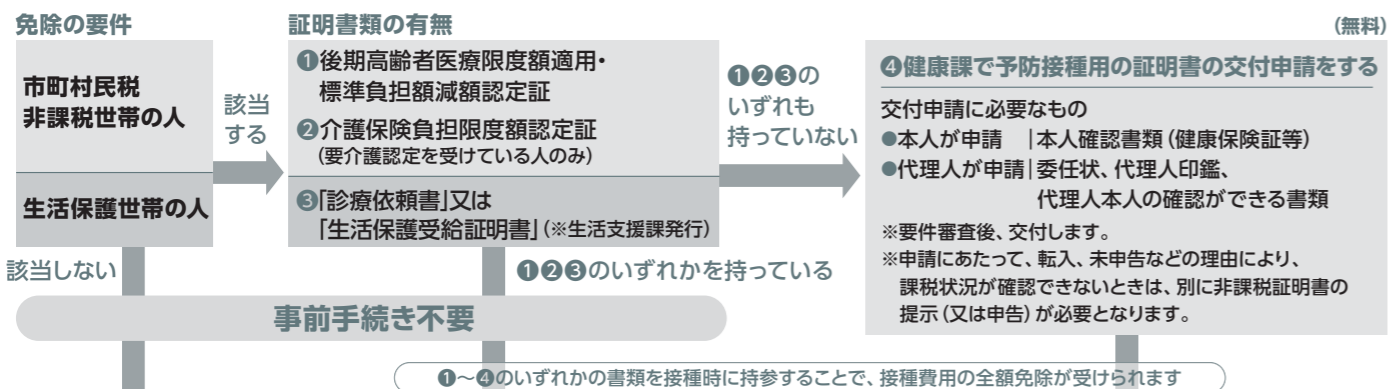 免除の要件
市町村民税
非課税世帯の人
生活保護世帯の人
該当
する
証明書類の有無
❶後期高齢者医療限度額適用・
標準負担額減額認定証
❷介護保険負担限度額認定証
(要介護認定を受けている人のみ)
❸「診療依頼書」又は
「生活保護受給証明書」(※生活支援課発行)
❶❷❸の
いずれも
持っていない
(無料)
❹健康課で予防接種用の証明書の交付申請をする
交付申請に必要なもの
●本人が申請 |本人確認書類(健康保険証等)
●代理人が申請|委任状、代理人印鑑、
代理人本人の確認ができる書類
※要件審査後、交付します。
※申請にあたって、転入、未申告などの理由により、
課税状況が確認できないときは、別に非課税証明書の
提示(又は申告)が必要となります。
該当しない
❶❷❸のいずれかを持っている
事前手続き不要
❶～❹のいずれかの書類を接種時に持参することで、接種費用の全額免除が受けられます